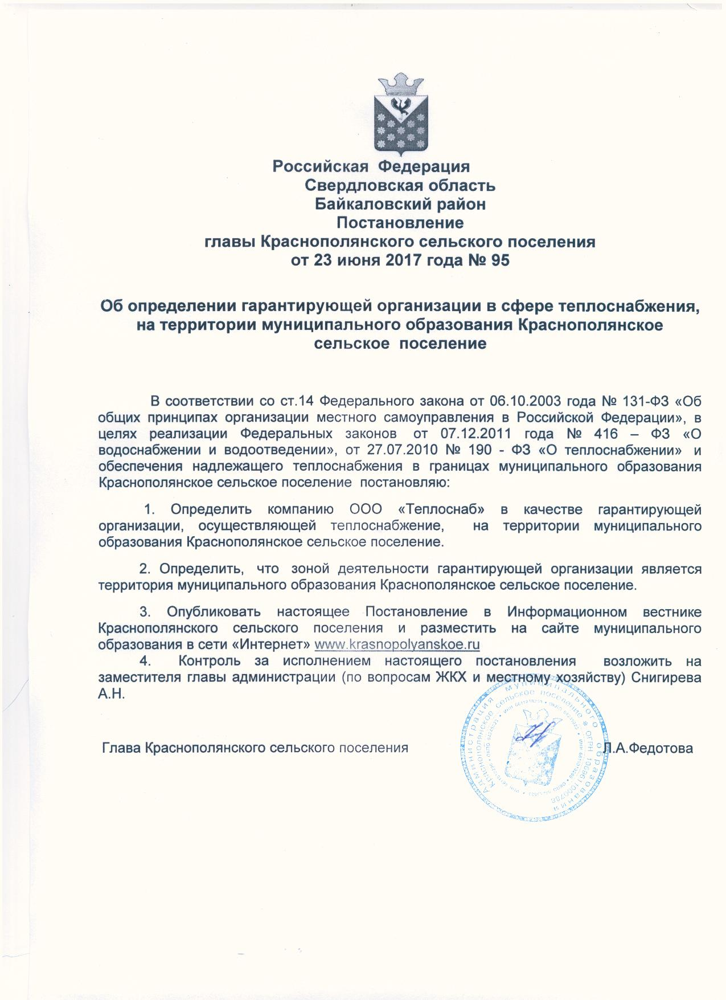 Российская Федерация
Свердловская область
Байкаловский район
Постановление
главы Краснополянского сельского поселения
от 23 июня 2017 года № 95
Об определении гарантирующей организации в сфере теплоснабжения,
на территории муниципального образования Краснополянское
сельское поселение
В соответствии со ст.14 Федерального закона от 06.10.2003 года № 131-ФЗ «Об
общих принципах организации местного самоуправления в Российской Федерации», в
целях реализации Федеральных законов от 07.12.2011 года № 416 – ФЗ «О
водоснабжении и водоотведении», от 27.07.2010 № 190 - ФЗ «О теплоснабжении» и
обеспечения надлежащего теплоснабжения в границах муниципального образования
Краснополянское сельское поселение постановляю:
1. Определить компанию ООО «Теплоснаб» в качестве гарантирующей
организации, осуществляющей теплоснабжение, на территории муниципального
образования Краснополянское сельское поселение.
2. Определить, что зоной деятельности гарантирующей организации является
территория муниципального образования Краснополянское сельское поселение.
3. Опубликовать настоящее Постановление в Информационном вестнике
Краснополянского сельского поселения и разместить на сайте муниципального
образования в сети «Интернет» www.krasnopolyanskoe.ru
4. Контроль за исполнением настоящего постановления возложить на
заместителя главы администрации (по вопросам ЖКХ и местному хозяйству) Снигирева
А.Н.
Глава Краснополянского сельского поселения Л.А.Федотова
Администрация муниципального образовании
Краснополянское сельское поселение * ОГРН